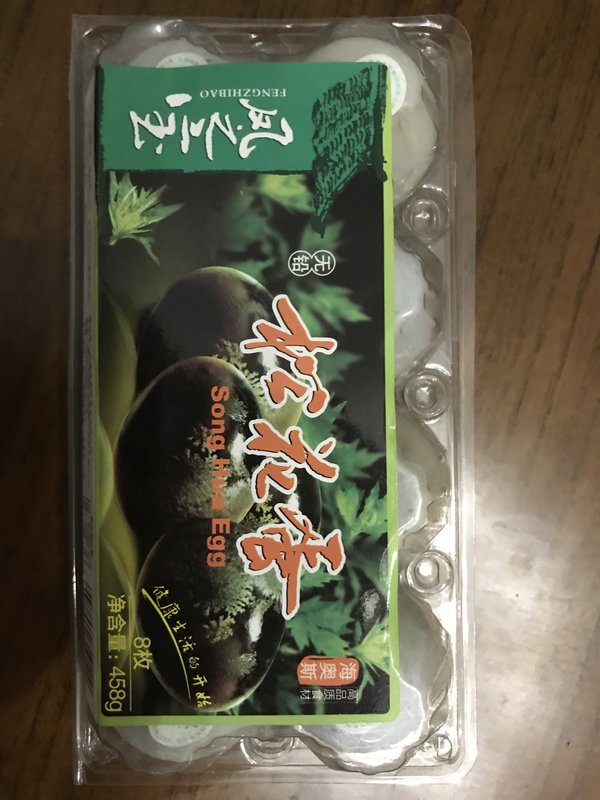 凤之宝
FENGZHIBAO
无铅
松花蛋
Song Hua Egg
健康生活的开始
8枚
净含量：458g
海奥斯
高品质食材